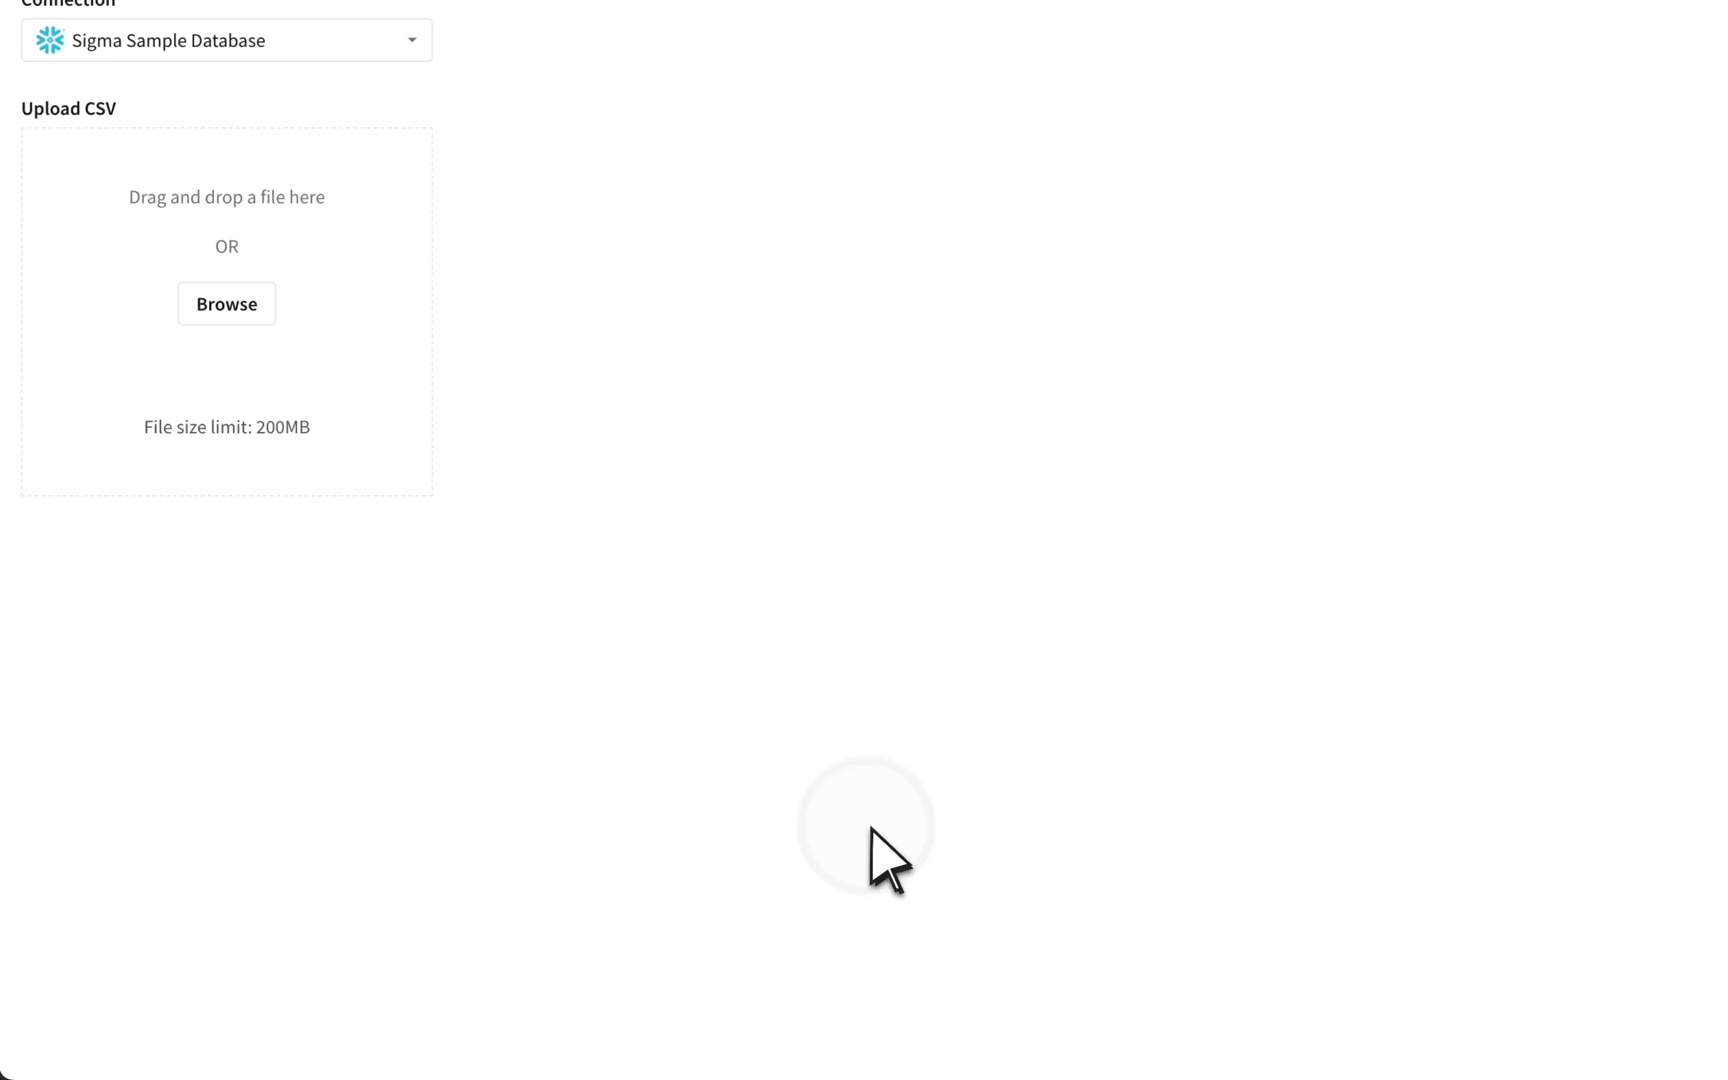 Connection
Sigma Sample Database
Upload CSV
Drag and drop a file here
OR
Browse
File size limit: 200MB